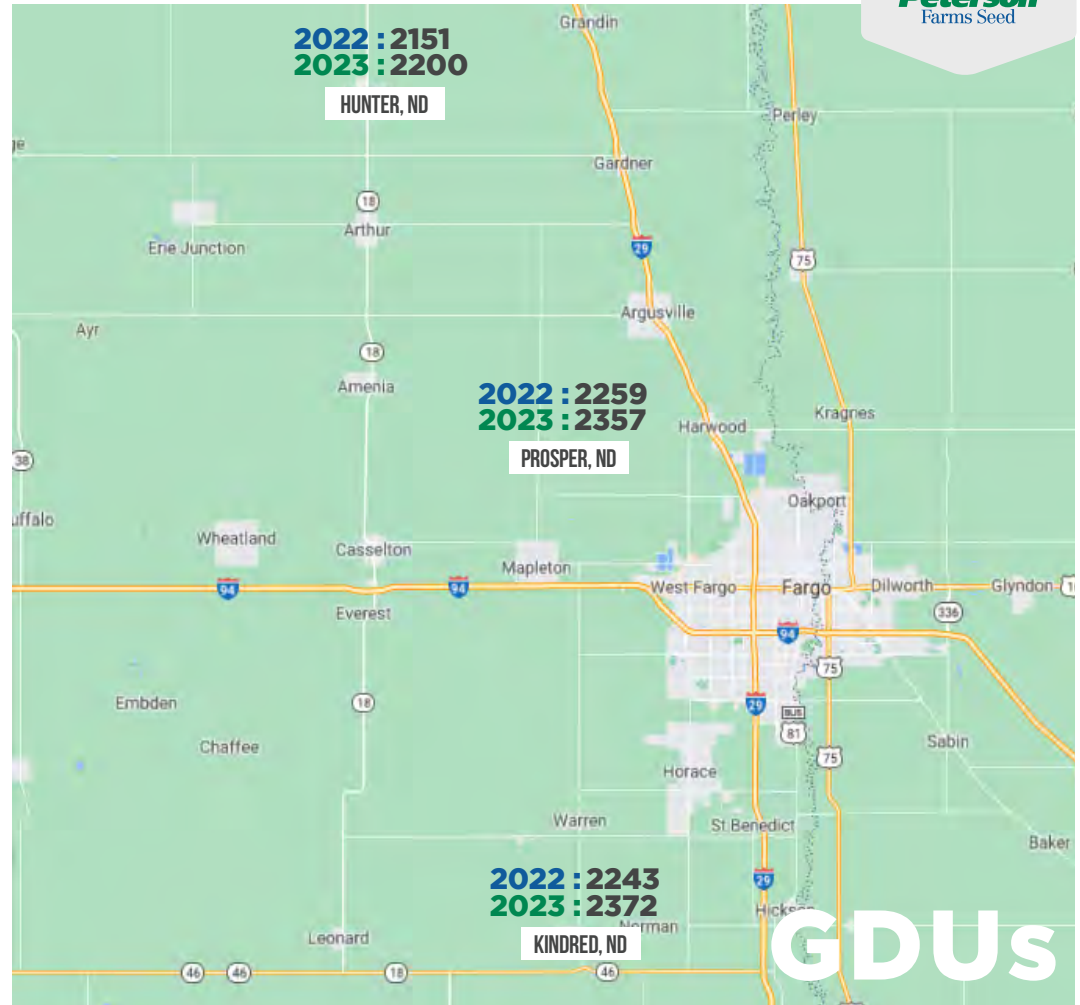 Peterson
Farms Seed
Grandin
2022 : 2151
2023 : 2200
HUNTER, ND
Perley
Gardner
18
Arthur
Erie Junction
29
75
Argusville
Ayr
18
Amenia
2022 : 2259
2023 : 2357
PROSPER, ND
Kragnes
Harwood
38
Oakport
uffalo
Wheatland
Casselton
Mapleton
94
94
West Fargo
Fargo
Dilworth
Glyndon
336
Everest
94
75
Embden
18
29
BUS
81
Chaffee
Sabin
75
Horace
Warren
St Benedict
Baker
2022 : 2243
2023 : 2372
KINDRED, ND
29
Hickson
Norman
Leonard
GDUs
46
46
18
46